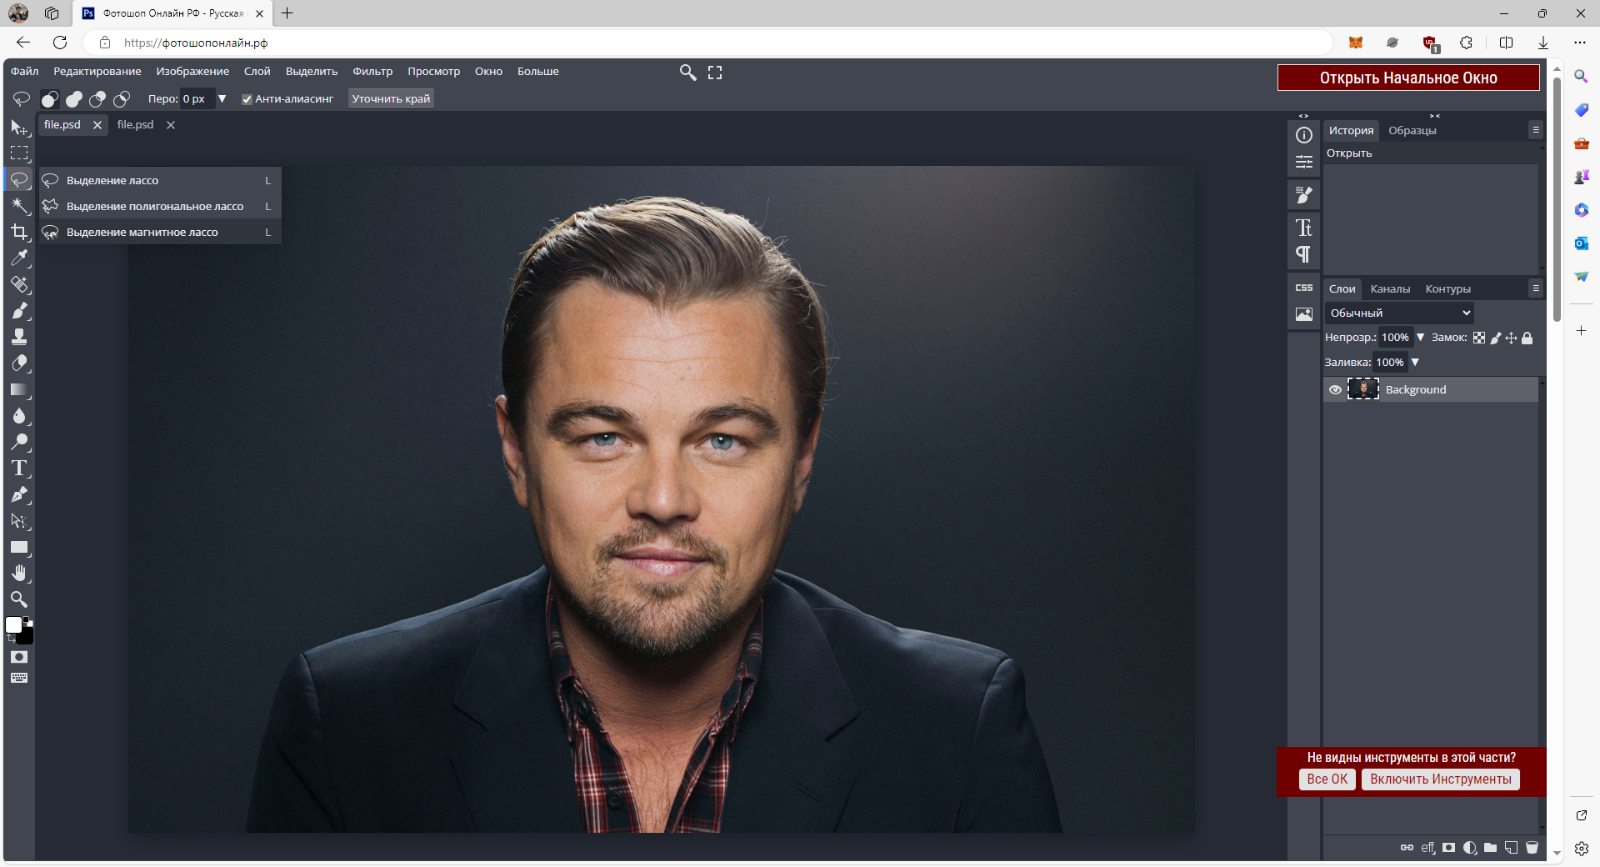 Фотошоп Онлайн РФ - Русская
https://фотошопонлайн.рф
Файл Редактирование Изображение Слой Выделить Фильтр Просмотр Окно Больше
Открыть Начальное Окно
Перо: 0 px Анти-алиасинг Уточнить край
file.psd file.psd
История Образцы
Открыть
Выделение лассо L
Выделение полигональное лассо L
Выделение магнитное лассо L
CSS
Слои Каналы Контуры
Обычный
Непрозр.: 100% Замок:
Заливка: 100%
Background
Не видны инструменты в этой части?
Все ОК Включить Инструменты
eff